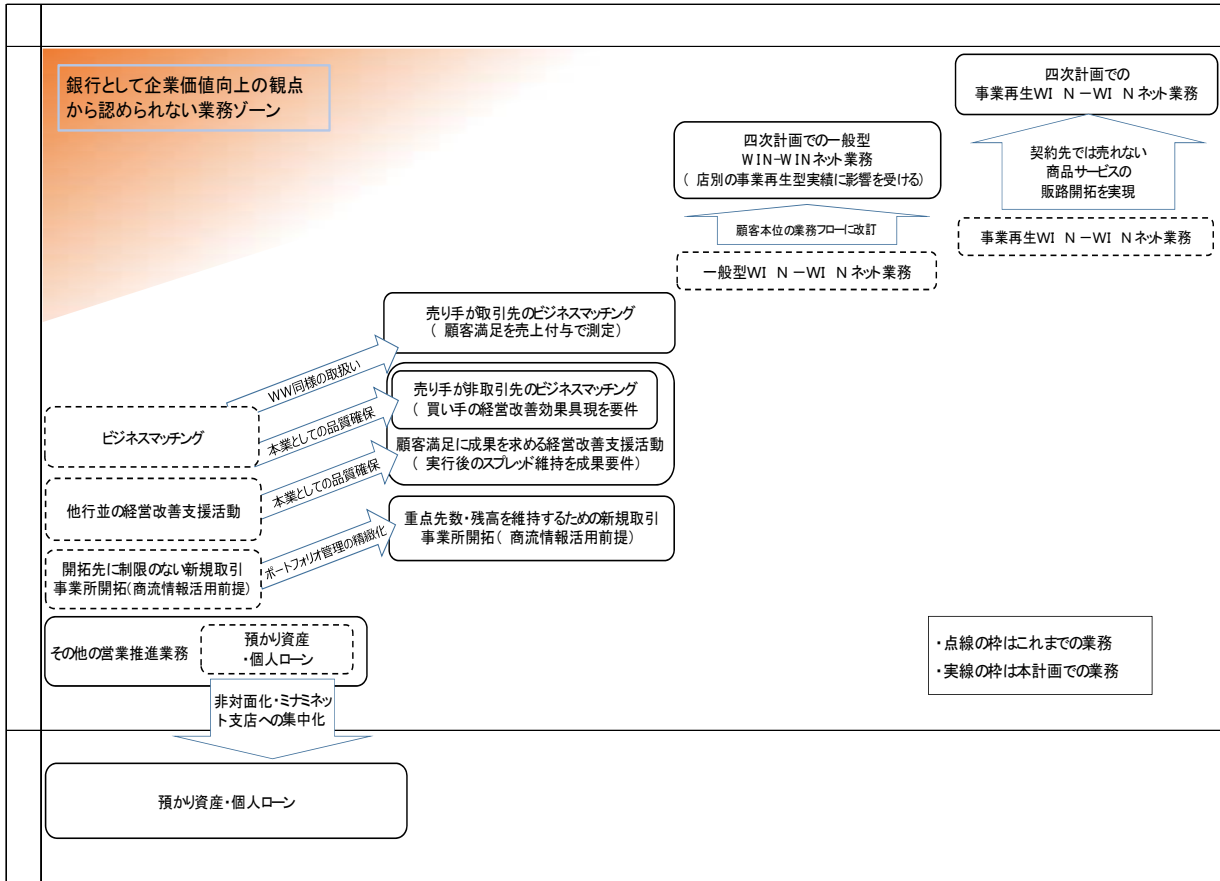 銀行として企業価値向上の観点
から認められない業務ゾーン
四次計画での
事業再生WIN－WINネット業務
四次計画での一般型
WIN-WINネット業務
(店別の事業再生型実績に影響を受ける)
契約先では売れない
商品サービスの
販路開拓を実現
顧客本位の業務フローに改訂
事業再生WIN－WINネット業務
一般型WIN－WINネット業務
売り手が取引先のビジネスマッチング
(顧客満足を売上付与で測定)
WW同様の取扱い
売り手が非取引先のビジネスマッチング
(買い手の経営改善効果具現を要件
ビジネスマッチング
本業としての品質確保
顧客満足に成果を求める経営改善支援活動
(実行後のスプレッド維持を成果要件)
本業としての品質確保
他行並の経営改善支援活動
重点先数・残高を維持するための新規取引
事業所開拓(商流情報活用前提)
ポートフォリオ管理の精緻化
開拓先に制限のない新規取引
事業所開拓(商流情報活用前提)
その他の営業推進業務
預かり資産
・個人ローン
・点線の枠はこれまでの業務
・実線の枠は本計画での業務
非対面化・ミナミネッ
ト支店への集中化
預かり資産・個人ローン